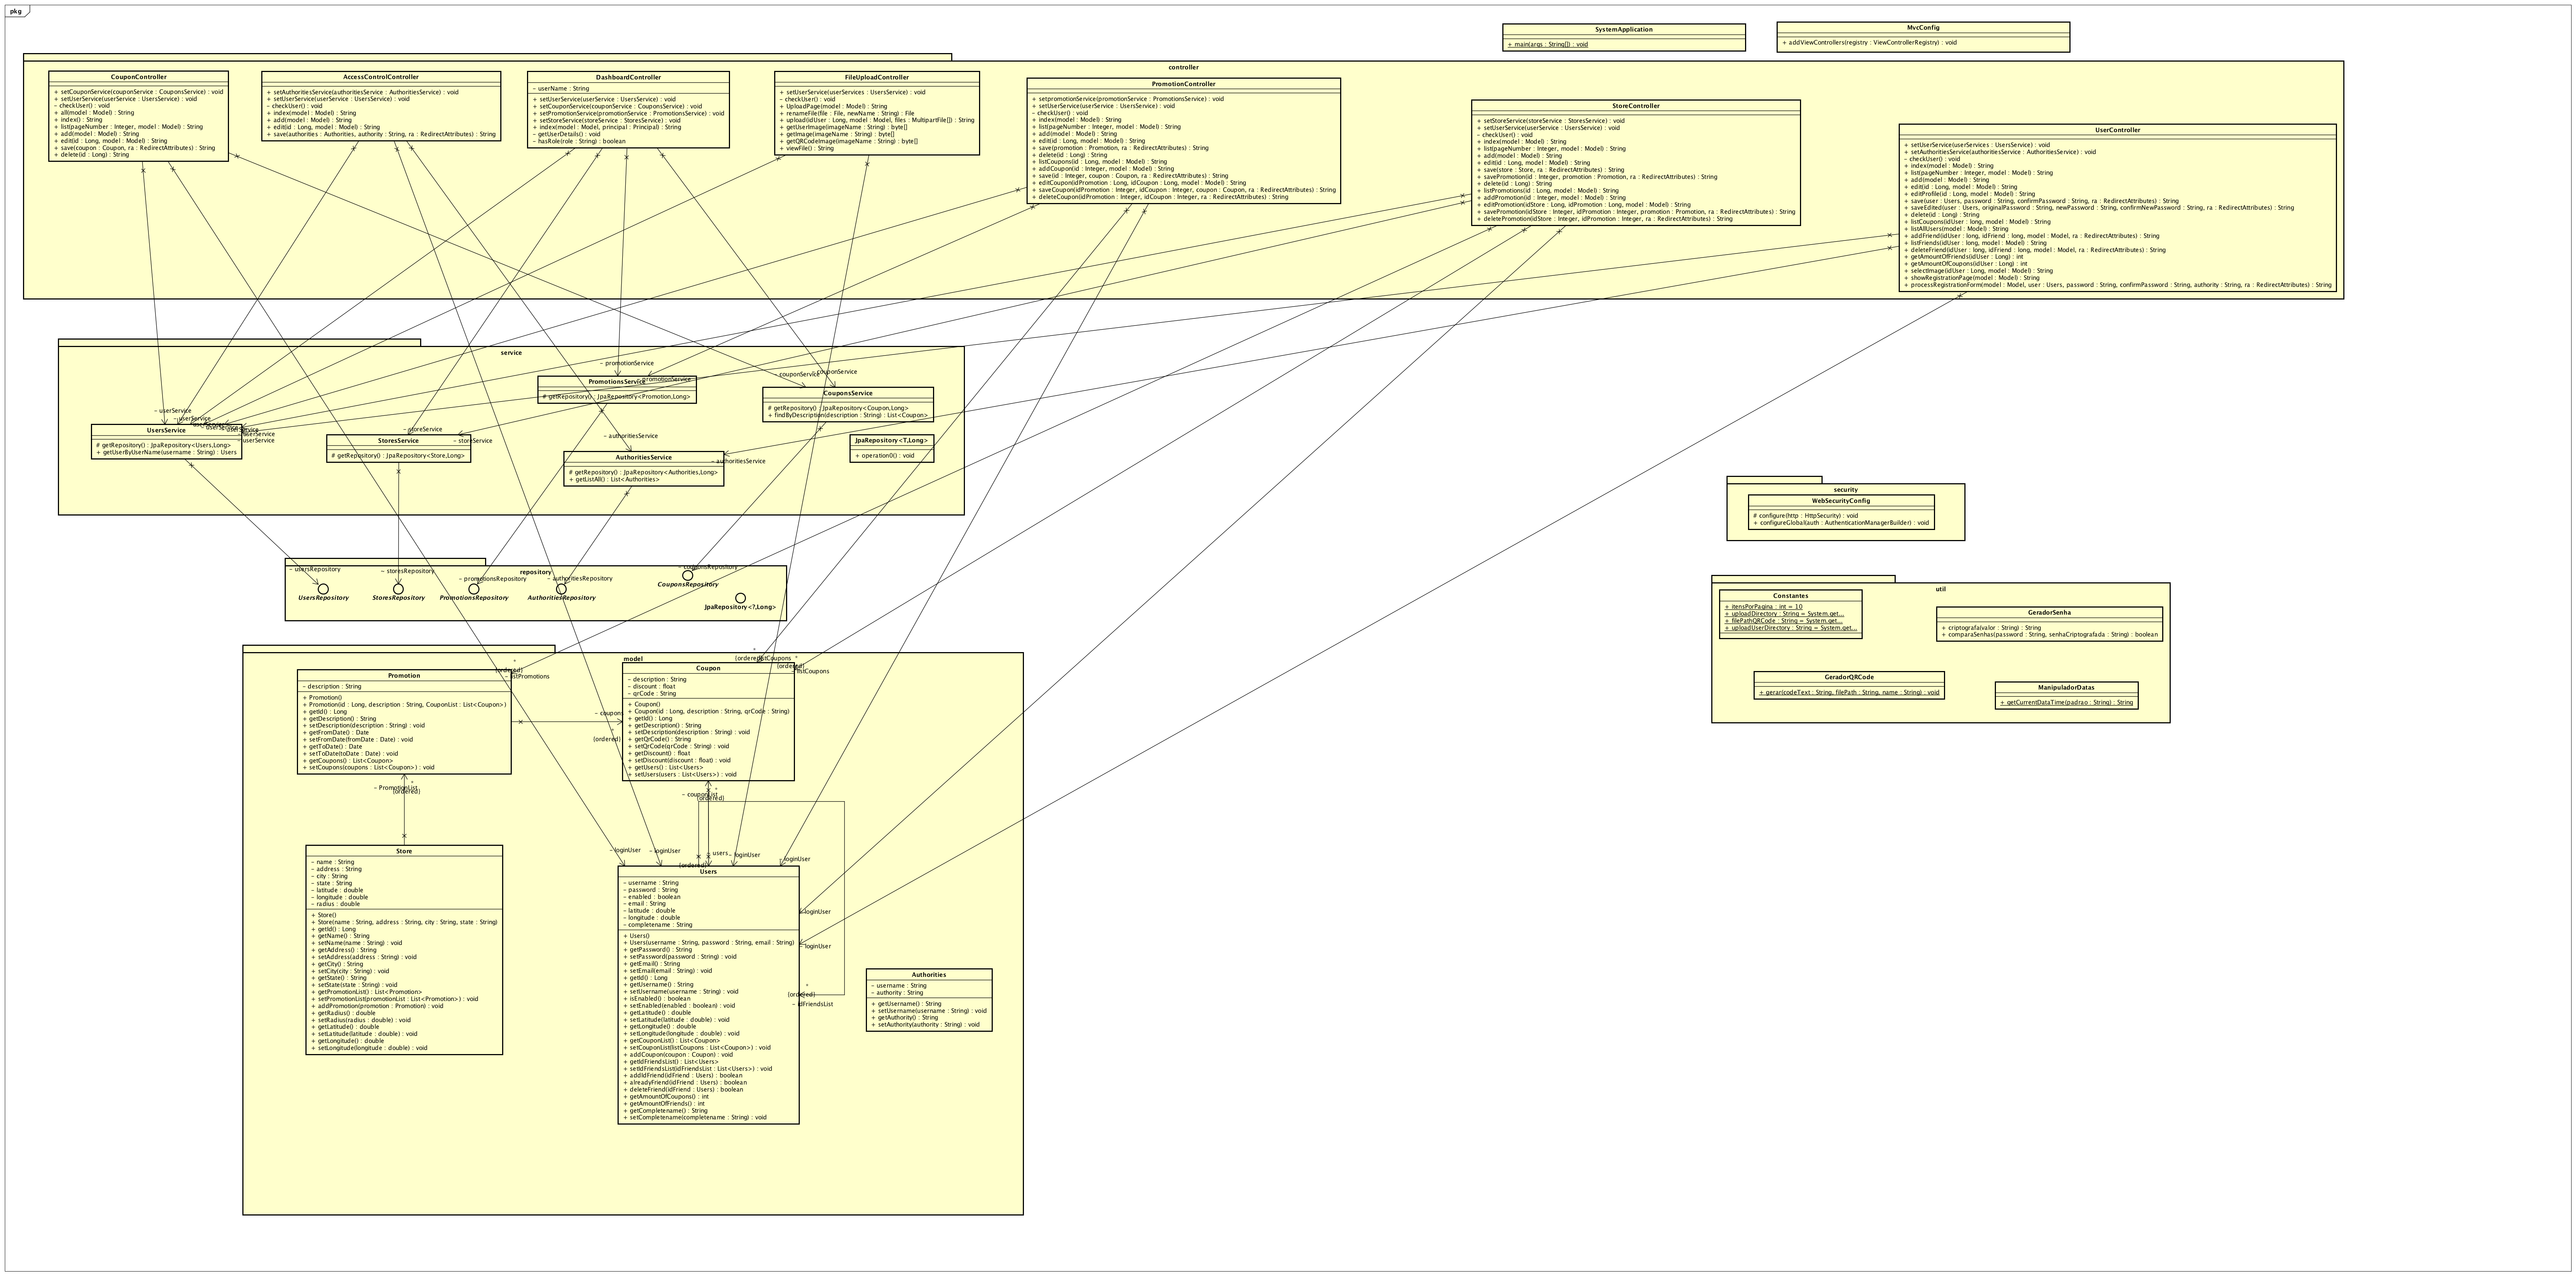 pkg
SystemApplication
+ main(args : String[]) : void
MvcConfig
+ addViewControllers(registry : ViewControllerRegistry) : void
controller
CouponController
+ setCouponService(couponService : CouponsService) : void
+ setUserService(userService : UsersService) : void
- checkUser() : void
+ all(model : Model) : String
+ index() : String
+ list(pageNumber : Integer, model : Model) : String
+ add(model : Model) : String
+ edit(id : Long, model : Model) : String
+ save(coupon : Coupon, ra : RedirectAttributes) : String
+ delete(id : Long) : String
AccessControlController
+ setAuthoritiesService(authoritiesService : AuthoritiesService) : void
+ setUserService(userService : UsersService) : void
- checkUser() : void
+ index(model : Model) : String
+ add(model : Model) : String
+ edit(id : Long, model : Model) : String
+ save(authorities : Authorities, authority : String, ra : RedirectAttributes) : String
DashboardController
- userName : String
+ setUserService(userService : UsersService) : void
+ setCouponService(couponService : CouponsService) : void
+ setPromotionService(promotionService : PromotionsService) : void
+ setStoreService(storeService : StoresService) : void
+ index(model : Model, principal : Principal) : String
- getUserDetails() : void
- hasRole(role : String) : boolean
FileUploadController
+ setUserService(userServices : UsersService) : void
- checkUser() : void
+ UploadPage(model : Model) : String
+ renameFile(file : File, newName : String) : File
+ upload(idUser : Long, model : Model, files : MultipartFile[]) : String
+ getUserImage(imageName : String) : byte[]
+ getImage(imageName : String) : byte[]
+ getQRCodeImage(imageName : String) : byte[]
+ viewFile() : String
PromotionController
+ setpromotionService(promotionService : PromotionsService) : void
+ setUserService(userService : UsersService) : void
- checkUser() : void
+ index(model : Model) : String
+ list(pageNumber : Integer, model : Model) : String
+ add(model : Model) : String
+ edit(id : Long, model : Model) : String
+ save(promotion : Promotion, ra : RedirectAttributes) : String
+ delete(id : Long) : String
+ listCoupons(id : Long, model : Model) : String
+ addCoupon(id : Integer, model : Model) : String
+ save(id : Integer, coupon : Coupon, ra : RedirectAttributes) : String
+ editCoupon(idPromotion : Long, idCoupon : Long, model : Model) : String
+ saveCoupon(idPromotion : Integer, idCoupon : Integer, coupon : Coupon, ra : RedirectAttributes) : String
+ deleteCoupon(idPromotion : Integer, idCoupon : Integer, ra : RedirectAttributes) : String
StoreController
+ setStoreService(storeService : StoresService) : void
+ setUserService(userService : UsersService) : void
- checkUser() : void
+ index(model : Model) : String
+ list(pageNumber : Integer, model : Model) : String
+ add(model : Model) : String
+ edit(id : Long, model : Model) : String
+ save(store : Store, ra : RedirectAttributes) : String
+ savePromotion(id : Integer, promotion : Promotion, ra : RedirectAttributes) : String
+ delete(id : Long) : String
+ listPromotions(id : Long, model : Model) : String
+ addPromotion(id : Integer, model : Model) : String
+ editPromotion(idStore : Long, idPromotion : Long, model : Model) : String
+ savePromotion(idStore : Integer, idPromotion : Integer, promotion : Promotion, ra : RedirectAttributes) : String
+ deletePromotion(idStore : Integer, idPromotion : Integer, ra : RedirectAttributes) : String
UserController
+ setUserService(userServices : UsersService) : void
+ setAuthoritiesService(authoritiesService : AuthoritiesService) : void
- checkUser() : void
+ index(model : Model) : String
+ list(pageNumber : Integer, model : Model) : String
+ add(model : Model) : String
+ edit(id : Long, model : Model) : String
+ editProfile(id : Long, model : Model) : String
+ save(user : Users, password : String, confirmPassword : String, ra : RedirectAttributes) : String
+ saveEdited(user : Users, originalPassword : String, newPassword : String, confirmNewPassword : String, ra : RedirectAttributes) : String
+ delete(id : Long) : String
+ listCoupons(idUser : long, model : Model) : String
+ listAllUsers(model : Model) : String
+ addFriend(idUser : long, idFriend : long, model : Model, ra : RedirectAttributes) : String
+ listFriends(idUser : long, model : Model) : String
+ deleteFriend(idUser : long, idFriend : long, model : Model, ra : RedirectAttributes) : String
+ getAmountOfFriends(idUser : Long) : int
+ getAmountOfCoupons(idUser : Long) : int
+ selectImage(idUser : Long, model : Model) : String
+ showRegistrationPage(model : Model) : String
+ processRegistrationForm(model : Model, user : Users, password : String, confirmPassword : String, authority : String, ra : RedirectAttributes) : String
service
- promotionService
promotionService
couponService
couponService
PromotionsService
# getRepository() : JpaRepository<Promotion,Long>
CouponsService
# getRepository() : JpaRepository<Coupon,Long>
+ findByDescription(description : String) : List<Coupon>
- userService
- userService
userService
userService
UsersService
# getRepository() : JpaRepository<Users,Long>
+ getUserByUserName(username : String) : Users
- storeService
- storeService
StoresService
# getRepository() : JpaRepository<Store,Long>
- authoritiesService
- authoritiesService
AuthoritiesService
# getRepository() : JpaRepository<Authorities,Long>
+ getListAll() : List<Authorities>
JpaRepository<T,Long>
+ operation0() : void
repository
- usersRepository
UsersRepository
- storesRepository
StoresRepository
- promotionsRepository
PromotionsRepository
- authoritiesRepository
AuthoritiesRepository
- couponsRepository
CouponsRepository
JpaRepository<?,Long>
security
WebSecurityConfig
# configure(http : HttpSecurity) : void
+ configureGlobal(auth : AuthenticationManagerBuilder) : void
util
Constantes
+ itensPorPagina : int = 10
+ uploadDirectory : String = System.get...
+ filePathQRCode : String = System.get...
+ uploadUserDirectory : String = System.get...
GeradorSenha
+ criptografa(valor : String) : String
+ comparaSenhas(password : String, senhaCriptografada : String) : boolean
GeradorQRCode
+ gerar(codeText : String, filePath : String, name : String) : void
ManipuladorDatas
+ getCurrentDataTime(padrao : String) : String
model
*
{ordered}
- listPromotions
*
{ordered}
listCoupons
*
{ordered}
- listCoupons
Promotion
- description : String
+ Promotion()
+ Promotion(id : Long, description : String, CouponList : List<Coupon>)
+ getId() : Long
+ getDescription() : String
+ setDescription(description : String) : void
+ getFromDate() : Date
+ setFromDate(fromDate : Date) : void
+ getToDate() : Date
+ setToDate(toDate : Date) : void
+ getCoupons() : List<Coupon>
+ setCoupons(coupons : List<Coupon>) : void
- coupons
*
{ordered}
Coupon
- description : String
- discount : float
- qrCode : String
+ Coupon()
+ Coupon(id : Long, description : String, qrCode : String)
+ getId() : Long
+ getDescription() : String
+ setDescription(description : String) : void
+ getQrCode() : String
+ setQrCode(qrCode : String) : void
+ getDiscount() : float
+ setDiscount(discount : float) : void
+ getUsers() : List<Users>
+ setUsers(users : List<Users>) : void
*
- PromotionList
{ordered}
*
- couponList
{ordered}
Store
- name : String
- address : String
- city : String
- state : String
- latitude : double
- longitude : double
- radius : double
+ Store()
+ Store(name : String, address : String, city : String, state : String)
+ getId() : Long
+ getName() : String
+ setName(name : String) : void
+ getAddress() : String
+ setAddress(address : String) : void
+ getCity() : String
+ setCity(city : String) : void
+ getState() : String
+ setState(state : String) : void
+ getPromotionList() : List<Promotion>
+ setPromotionList(promotionList : List<Promotion>) : void
+ addPromotion(promotion : Promotion) : void
+ getRadius() : double
+ setRadius(radius : double) : void
+ getLatitude() : double
+ setLatitude(latitude : double) : void
+ getLongitude() : double
+ setLongitude(longitude : double) : void
- loginUser
- loginUser
- users
- loginUser
- loginUser
{ordered}
Users
- username : String
- password : String
- enabled : boolean
- email : String
- latitude : double
- longitude : double
- completename : String
+ Users()
+ Users(username : String, password : String, email : String)
+ getPassword() : String
+ setPassword(password : String) : void
+ getEmail() : String
+ setEmail(email : String) : void
+ getId() : Long
+ getUsername() : String
+ setUsername(username : String) : void
+ isEnabled() : boolean
+ setEnabled(enabled : boolean) : void
+ getLatitude() : double
+ setLatitude(latitude : double) : void
+ getLongitude() : double
+ setLongitude(longitude : double) : void
+ getCouponList() : List<Coupon>
+ setCouponList(listCoupons : List<Coupon>) : void
+ addCoupon(coupon : Coupon) : void
+ getIdFriendsList() : List<Users>
+ setIdFriendsList(idFriendsList : List<Users>) : void
+ addIdFriend(idFriend : Users) : boolean
+ alreadyFriend(idFriend : Users) : boolean
+ deleteFriend(idFriend : Users) : boolean
+ getAmountOfCoupons() : int
+ getAmountOfFriends() : int
+ getCompletename() : String
+ setCompletename(completename : String) : void
- loginUser
- loginUser
*
{ordered}
- idFriendsList
Authorities
- username : String
- authority : String
+ getUsername() : String
+ setUsername(username : String) : void
+ getAuthority() : String
+ setAuthority(authority : String) : void